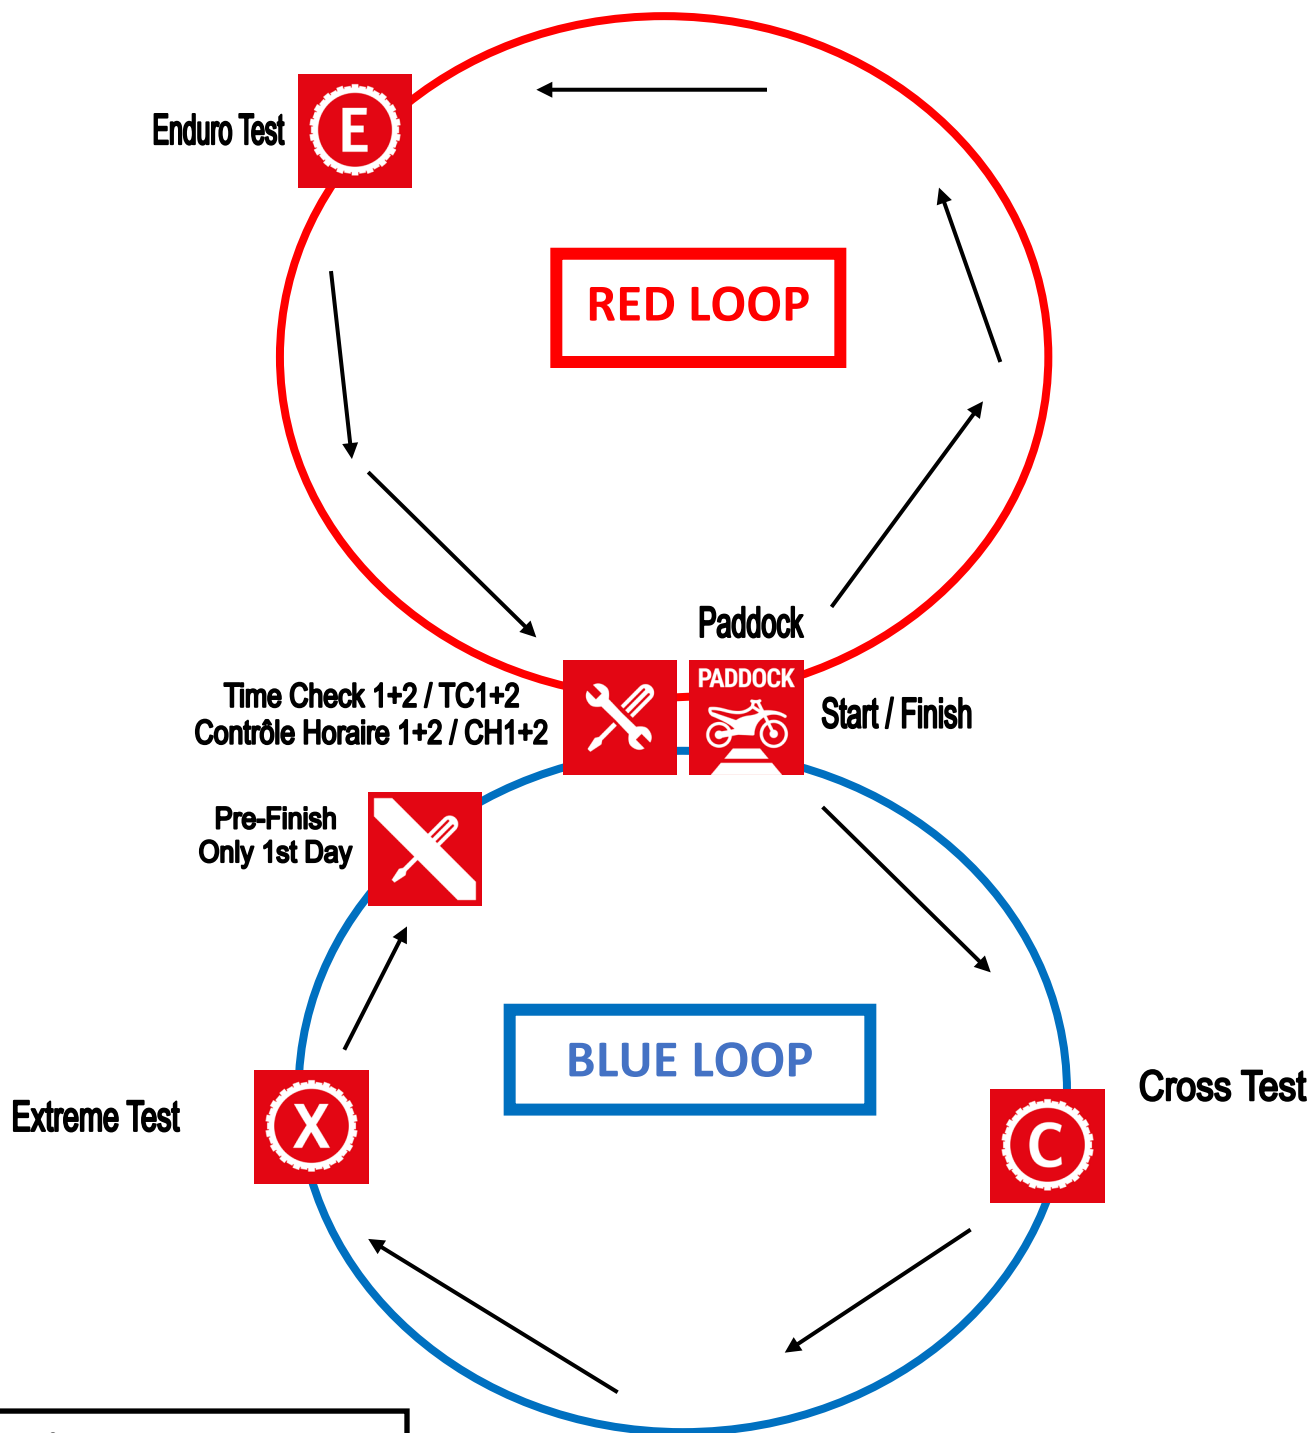 Enduro Test
E
RED LOOP
Paddock
PADDOCK
Time Check 1+2 / TC1+2
Contrôle Horaire 1+2 / CH1+2
Start / Finish
Pre-Finish
Only 1st Day
BLUE LOOP
Cross Test
C
Extreme Test
X